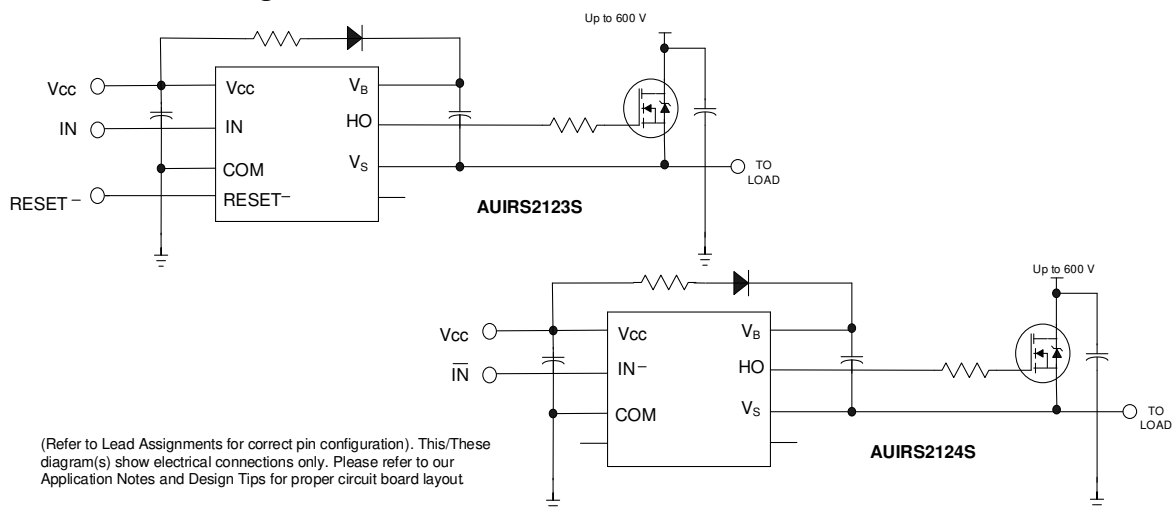 Up to 600 V
Vcc
Vcc
VB
IN
IN
HO
COM
VS
TO
LOAD
RESET–
RESET–
AUIRS2123S
Up to 600 V
Vcc
Vcc
VB
IN
IN–
HO
COM
VS
TO
LOAD
AUIRS2124S
(Refer to Lead Assignments for correct pin configuration). This/These
diagram(s) show electrical connections only. Please refer to our
Application Notes and Design Tips for proper circuit board layout.